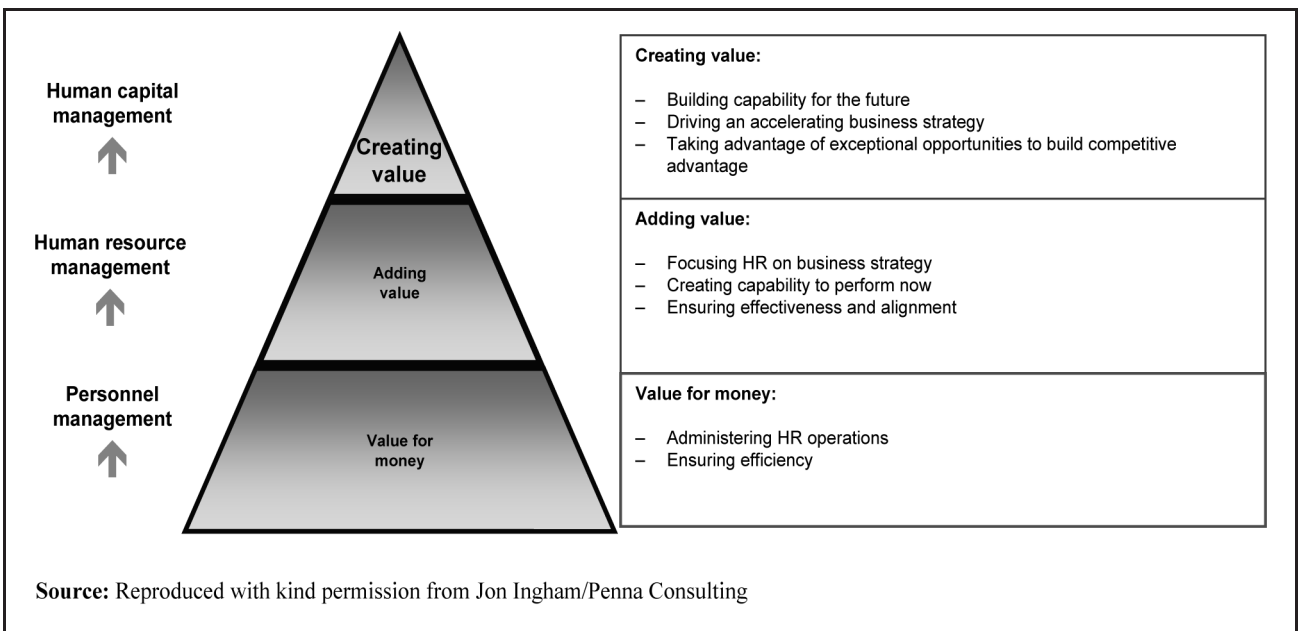 Human capital
management
Creating
value
Creating value:
– Building capability for the future
– Driving an accelerating business strategy
– Taking advantage of exceptional opportunities to build competitive
advantage
Human resource
management
Adding
value
Adding value:
– Focusing HR on business strategy
– Creating capability to perform now
– Ensuring effectiveness and alignment
Personnel
management
Value for
money
Value for money:
– Administering HR operations
– Ensuring efficiency
Source: Reproduced with kind permission from Jon Ingham/Penna Consulting